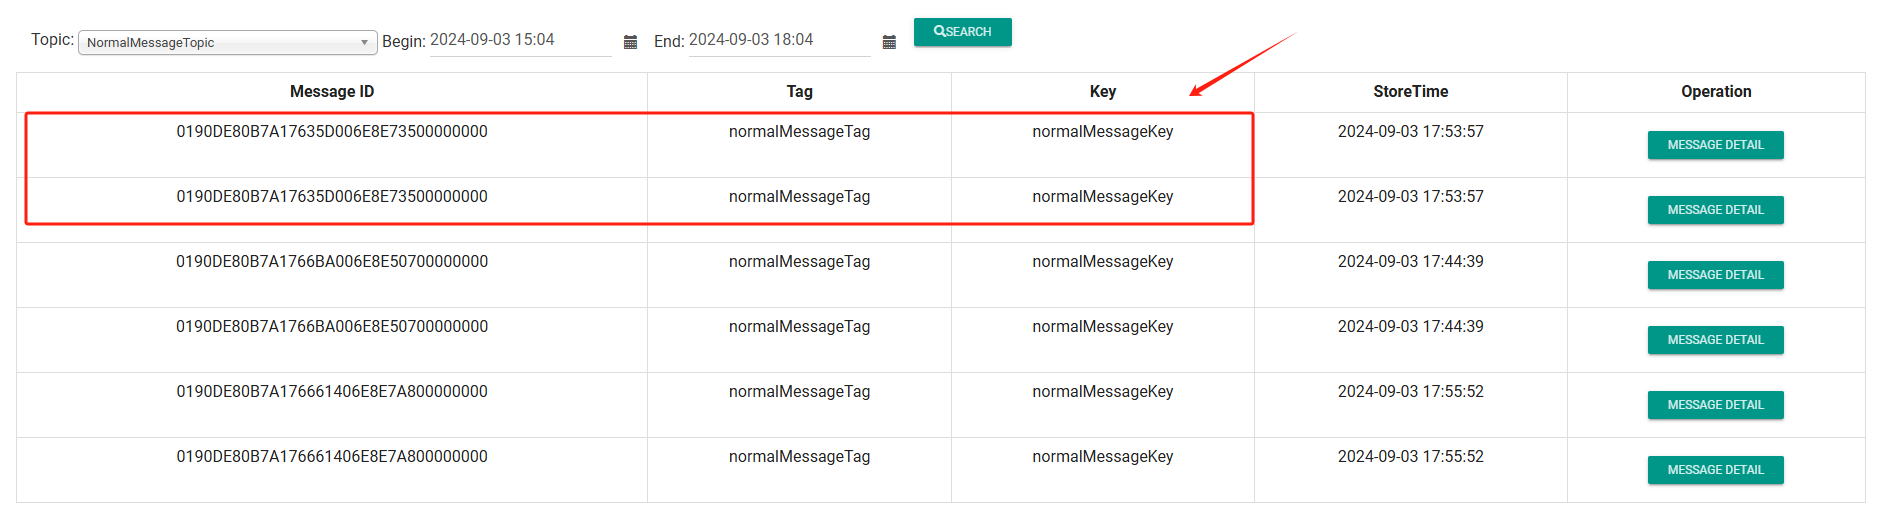 Topic: NormalMessageTopic Begin: 2024-09-03 15:04 End: 2024-09-03 18:04 SEARCH
Message ID Tag Key StoreTime Operation
0190DE80B7A17635D006E8E73500000000 normalMessageTag normalMessageKey 2024-09-03 17:53:57 MESSAGE DETAIL
0190DE80B7A17635D006E8E73500000000 normalMessageTag normalMessageKey 2024-09-03 17:53:57 MESSAGE DETAIL
0190DE80B7A1766BA006E8E50700000000 normalMessageTag normalMessageKey 2024-09-03 17:44:39 MESSAGE DETAIL
0190DE80B7A1766BA006E8E50700000000 normalMessageTag normalMessageKey 2024-09-03 17:44:39 MESSAGE DETAIL
0190DE80B7A176661406E8E7A800000000 normalMessageTag normalMessageKey 2024-09-03 17:55:52 MESSAGE DETAIL
0190DE80B7A176661406E8E7A800000000 normalMessageTag normalMessageKey 2024-09-03 17:55:52 MESSAGE DETAIL